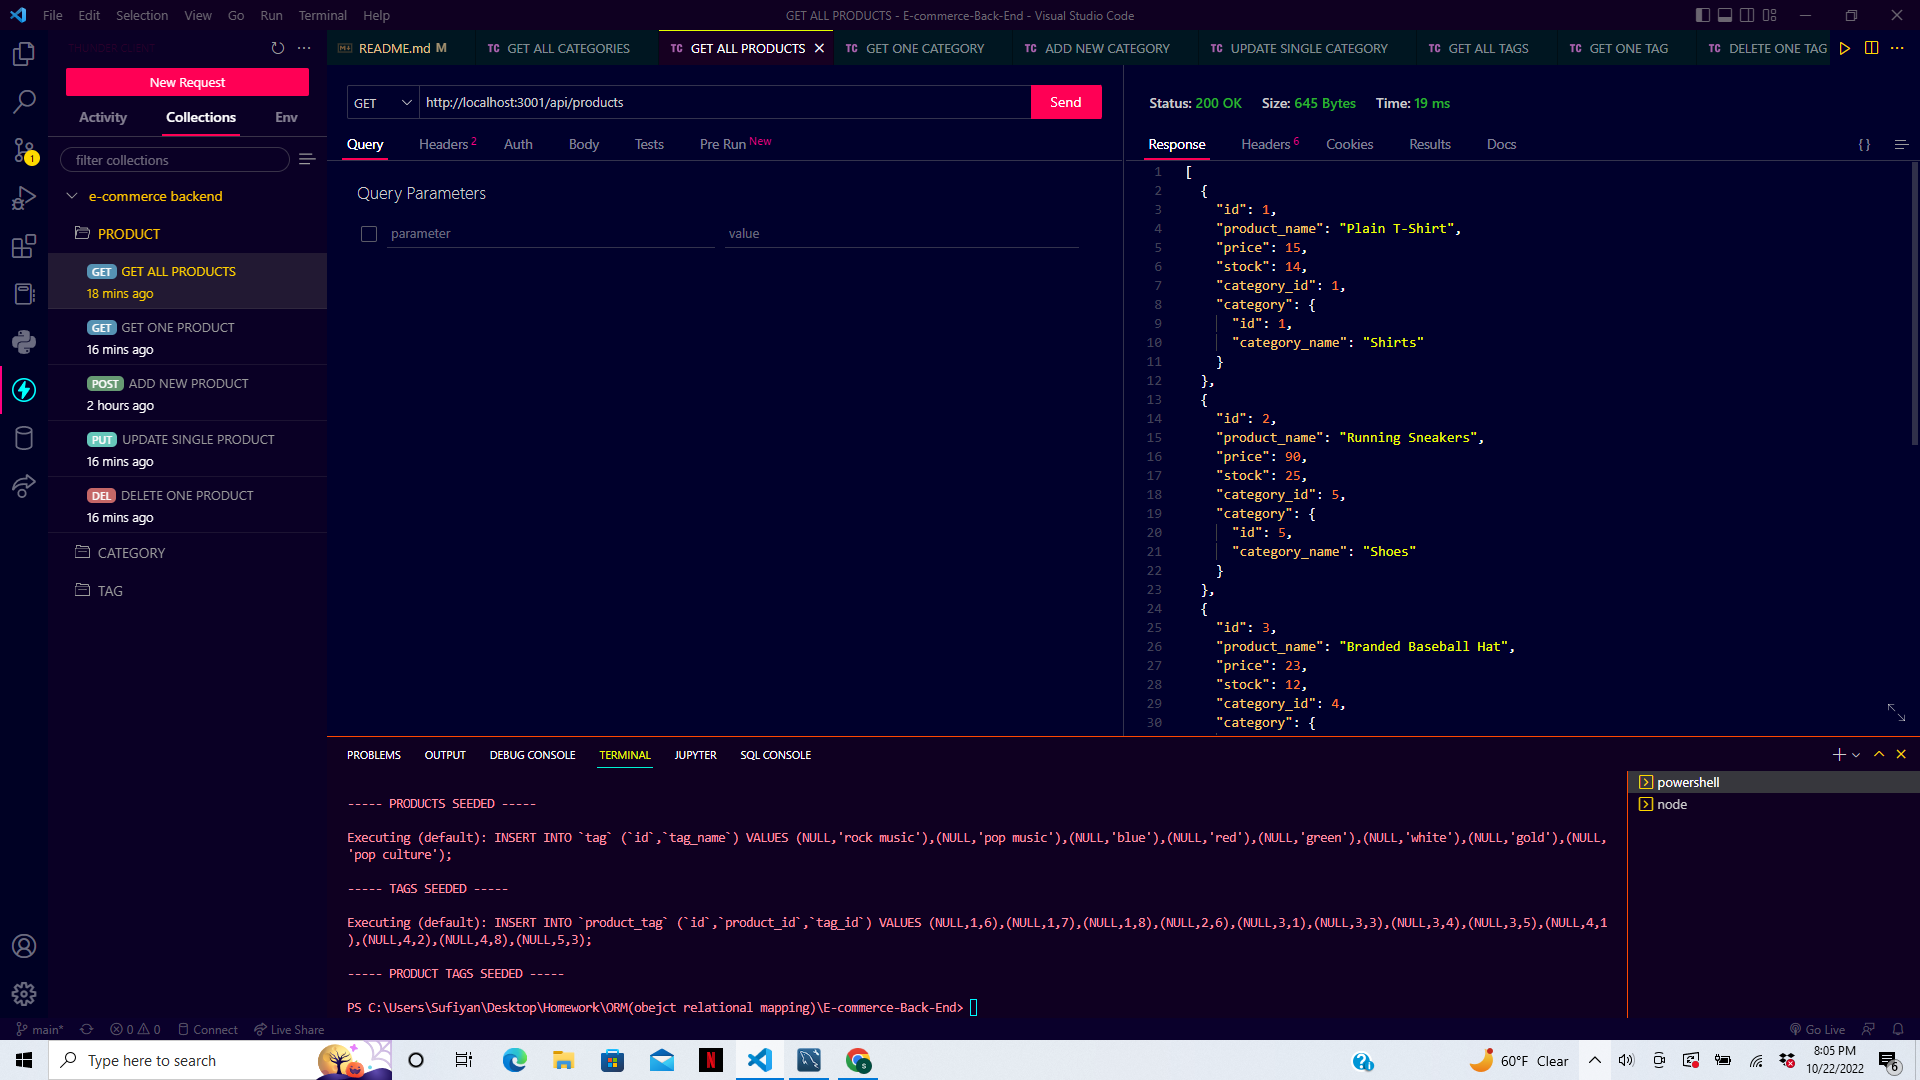 File Edit Selection View Go Run Terminal Help
GET ALL PRODUCTS - E-commerce-Back-End - Visual Studio Code
README.md M
TC GET ALL CATEGORIES
TC GET ALL PRODUCTS
TC GET ONE CATEGORY
TC ADD NEW CATEGORY
TC UPDATE SINGLE CATEGORY
TC GET ALL TAGS
TC GET ONE TAG
TC DELETE ONE TAG
New Request
Activity Collections Env
filter collections
e-commerce backend
PRODUCT
GET GET ALL PRODUCTS
18 mins ago
GET GET ONE PRODUCT
16 mins ago
POST ADD NEW PRODUCT
2 hours ago
PUT UPDATE SINGLE PRODUCT
16 mins ago
DEL DELETE ONE PRODUCT
16 mins ago
CATEGORY
TAG
1
GET http://localhost:3001/api/products Send
Query Headers 2 Auth Body Tests Pre Run New
Query Parameters
parameter value
Status: 200 OK Size: 645 Bytes Time: 19 ms
Response Headers 6 Cookies Results Docs {}
1 [
2 {
3 "id": 1,
4 "product_name": "Plain T-Shirt",
5 "price": 15,
6 "stock": 14,
7 "category_id": 1,
8 "category": {
9 "id": 1,
10 "category_name": "Shirts"
11 }
12 },
13 {
14 "id": 2,
15 "product_name": "Running Sneakers",
16 "price": 90,
17 "stock": 25,
18 "category_id": 5,
19 "category": {
20 "id": 5,
21 "category_name": "Shoes"
22 }
23 },
24 {
25 "id": 3,
26 "product_name": "Branded Baseball Hat",
27 "price": 23,
28 "stock": 12,
29 "category_id": 4,
30 "category": {
PROBLEMS OUTPUT DEBUG CONSOLE TERMINAL JUPYTER SQL CONSOLE
----- PRODUCTS SEEDED -----
Executing (default): INSERT INTO `tag` (`id`,`tag_name`) VALUES (NULL,'rock music'),(NULL,'pop music'),(NULL,'blue'),(NULL,'red'),(NULL,'green'),(NULL,'white'),(NULL,'gold'),(NULL,
'pop culture');
----- TAGS SEEDED -----
Executing (default): INSERT INTO `product_tag` (`id`,`product_id`,`tag_id`) VALUES (NULL,1,6),(NULL,1,7),(NULL,1,8),(NULL,2,6),(NULL,3,1),(NULL,3,3),(NULL,3,4),(NULL,3,5),(NULL,4,1
),(NULL,4,2),(NULL,4,8),(NULL,5,3);
----- PRODUCT TAGS SEEDED -----
PS C:\Users\Sufiyan\Desktop\Homework\ORM(obejct relational mapping)\E-commerce-Back-End>
powershell
node
main* 0 0 Connect Live Share
Go Live
Type here to search
60°F Clear
8:05 PM
10/22/2022
6